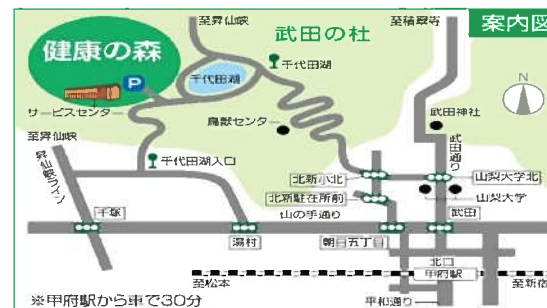 至昇仙峡
武田の杜
至積翠寺
案内図
健康の森
千代田湖
千代田湖
P
N
サービスセンター
鳥獣センター
武田神社
至昇仙峡
武田通り
昇仙峡ライン
千代田湖入口
北新小北
山梨大学北
北新駐在所前
山梨大学
千塚
山の手通り
武田
湯村
朝日五丁目
北口
甲府駅
至松本
至新宿
※甲府駅から車で30分
平和通り